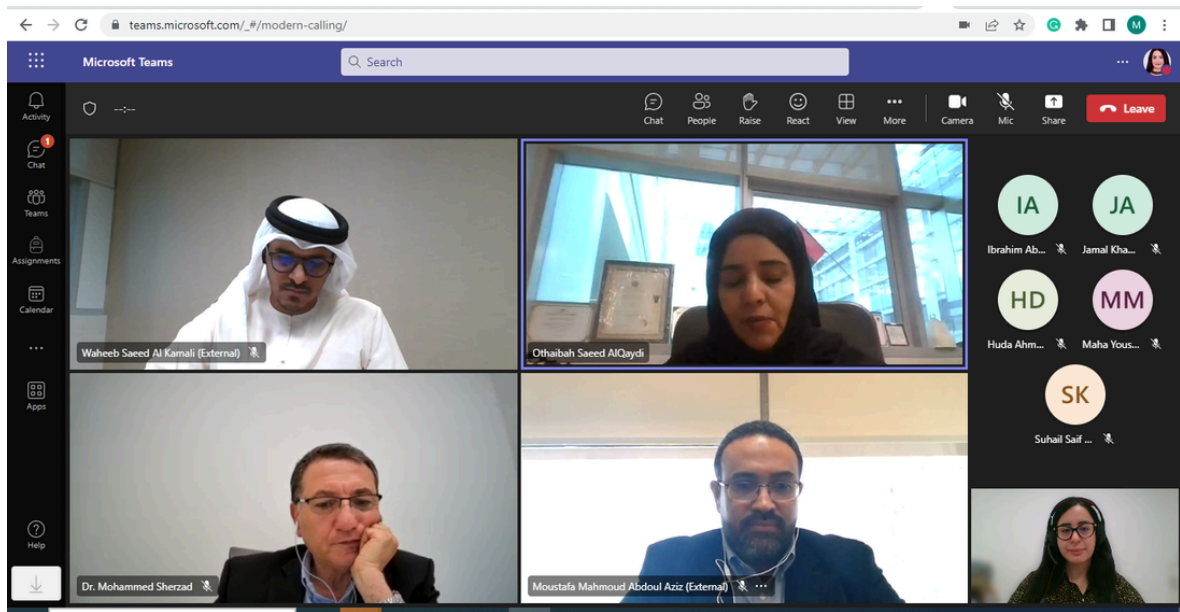 teams.microsoft.com/_#/modern-calling/
M
Microsoft Teams
Search
Activity
--:--
Chat
People
Raise
React
View
More
Camera
Mic
Share
Leave
1
Chat
Teams
Assignments
Calendar
Apps
Help
Waheeb Saeed Al Kamali (External)
Othaibah Saeed AlQaydi
Dr. Mohammed Sherzad
Moustafa Mahmoud Abdoul Aziz (External)
IA
JA
Ibrahim Ab...
Jamal Kha...
HD
MM
Huda Ahm...
Maha Yous...
SK
Suhail Saif ...